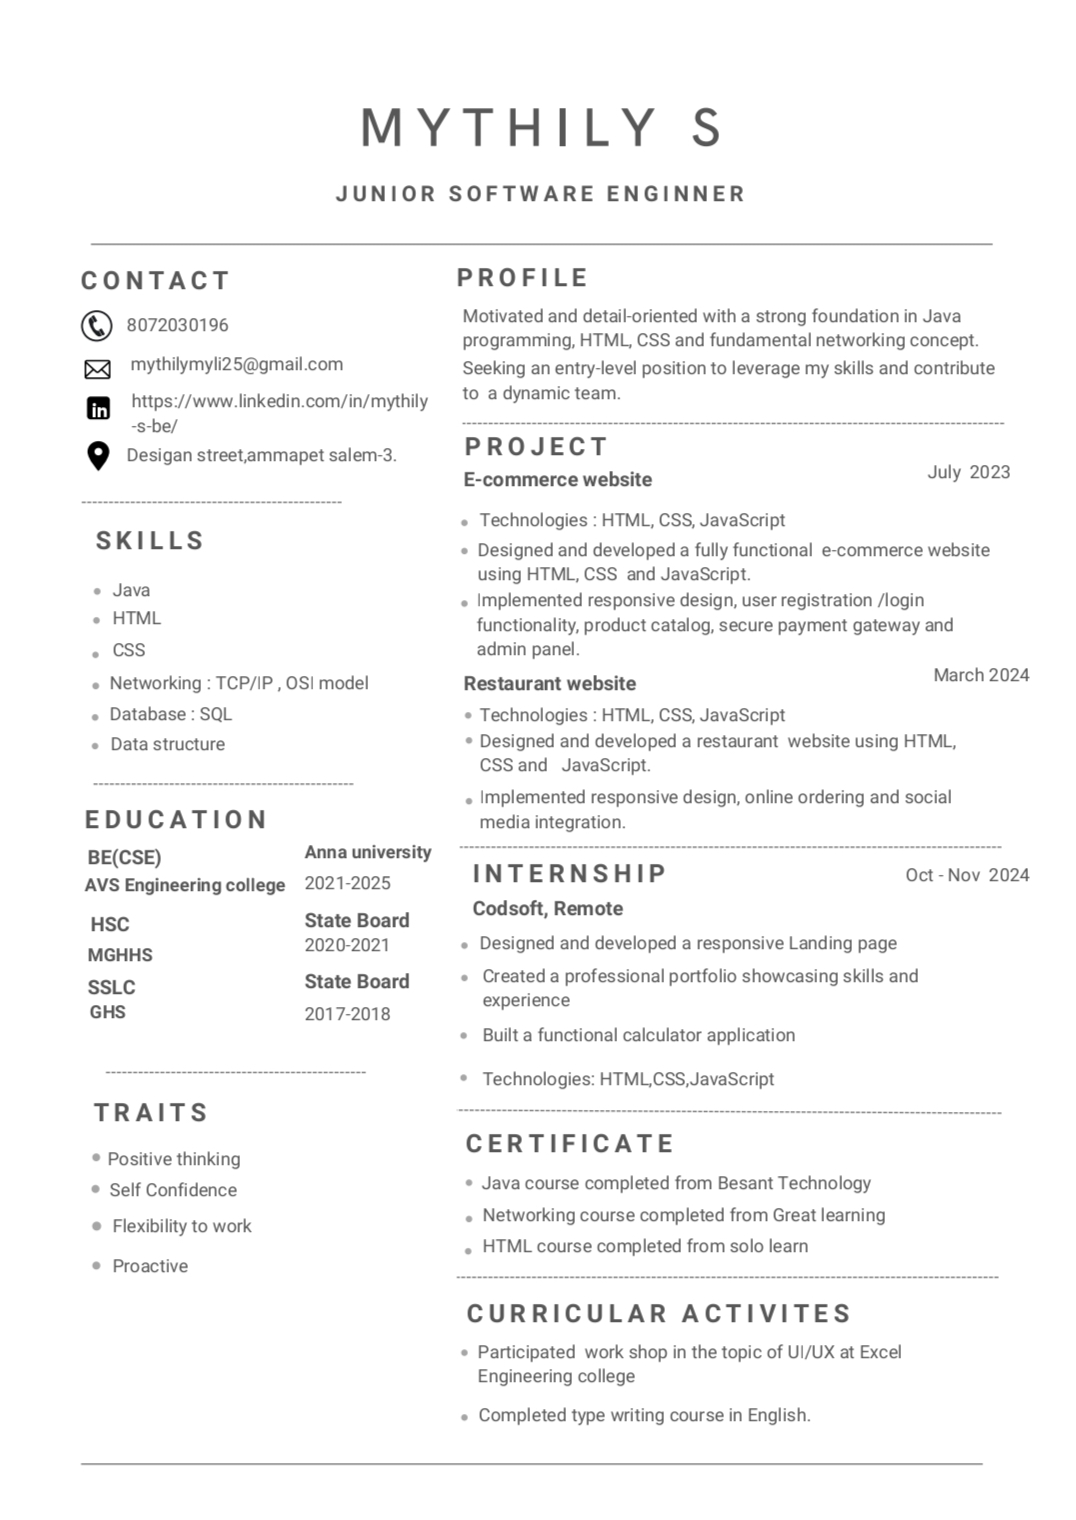 MYTHILY S
JUNIOR SOFTWARE ENGINNER
CONTACT
8072030196
mythilymyli25@gmail.com
https://www.linkedin.com/in/mythily
-s-be/
Desigan street,ammapet salem-3.
SKILLS
Java
HTML
CSS
Networking : TCP/IP , OSI model
Database : SQL
Data structure
EDUCATION
BE(CSE) Anna university
AVS Engineering college 2021-2025
HSC State Board
MGHHS 2020-2021
SSLC State Board
GHS 2017-2018
TRAITS
Positive thinking
Self Confidence
Flexibility to work
Proactive
PROFILE
Motivated and detail-oriented with a strong foundation in Java
programming, HTML, CSS and fundamental networking concept.
Seeking an entry-level position to leverage my skills and contribute
to a dynamic team.
PROJECT
E-commerce website July 2023
Technologies : HTML, CSS, JavaScript
Designed and developed a fully functional e-commerce website
using HTML, CSS and JavaScript.
Implemented responsive design, user registration /login
functionality, product catalog, secure payment gateway and
admin panel.
Restaurant website March 2024
Technologies : HTML, CSS, JavaScript
Designed and developed a restaurant website using HTML,
CSS and JavaScript.
Implemented responsive design, online ordering and social
media integration.
INTERNSHIP Oct - Nov 2024
Codsoft, Remote
Designed and developed a responsive Landing page
Created a professional portfolio showcasing skills and
experience
Built a functional calculator application
Technologies: HTML,CSS,JavaScript
CERTIFICATE
Java course completed from Besant Technology
Networking course completed from Great learning
HTML course completed from solo learn
CURRICULAR ACTIVITES
Participated work shop in the topic of UI/UX at Excel
Engineering college
Completed type writing course in English.